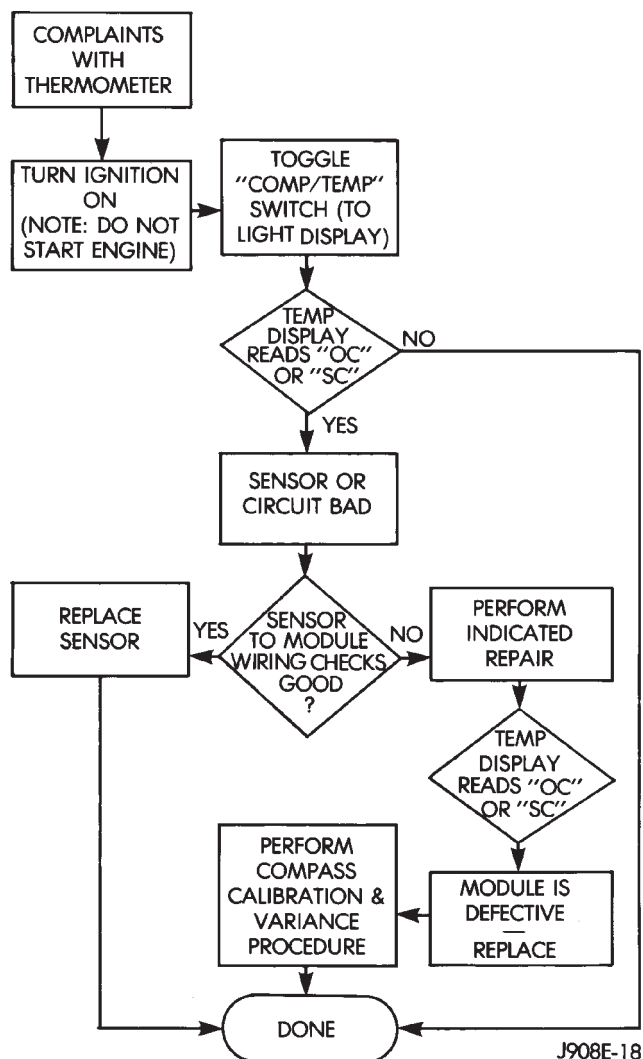 COMPLAINTS
WITH
THERMOMETER
TURN IGNITION
ON
(NOTE: DO NOT
START ENGINE)
TOGGLE
"COMP/TEMP"
SWITCH (TO
LIGHT DISPLAY)
TEMP
DISPLAY
READS "OC"
OR "SC"
NO
YES
SENSOR OR
CIRCUIT BAD
SENSOR
TO MODULE
WIRING CHECKS
GOOD
?
YES
NO
REPLACE
SENSOR
PERFORM
INDICATED
REPAIR
TEMP
DISPLAY
READS "OC"
OR "SC"
MODULE IS
DEFECTIVE
—
REPLACE
PERFORM
COMPASS
CALIBRATION &
VARIANCE
PROCEDURE
DONE
J908E-18